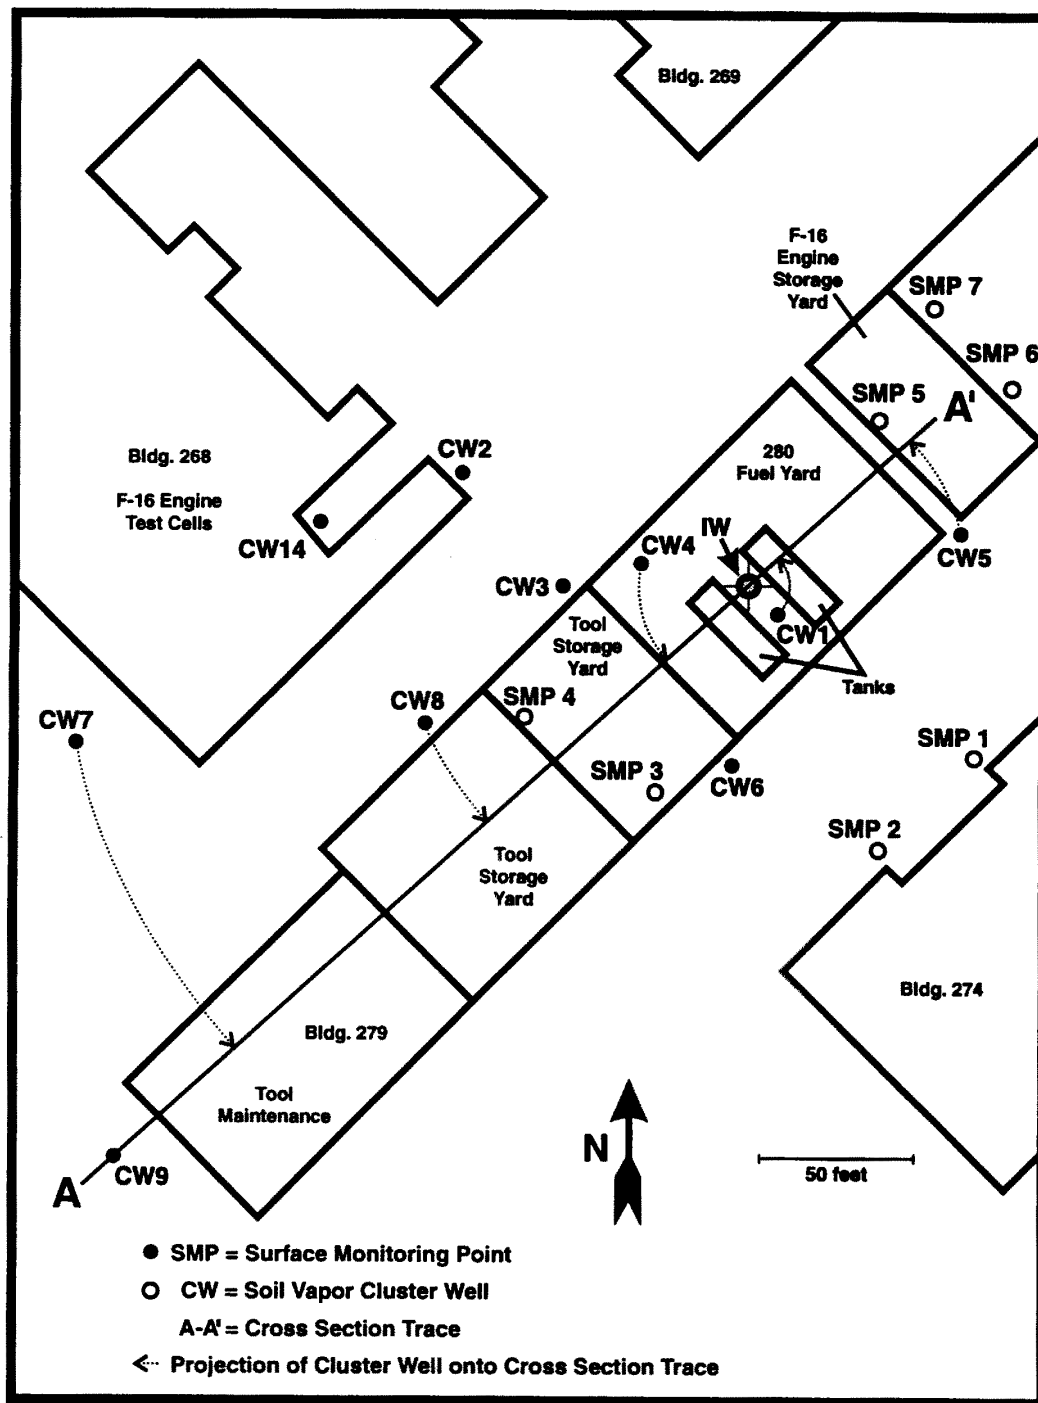 Bldg. 269
F-16
Engine
Storage
Yard
SMP 7
SMP 6
SMP 5
A'
280
Fuel Yard
Bldg. 268
F-16 Engine
Test Cells
CW2
CW14
IW
CW4
CW5
CW3
CW1
Tool
Storage
Yard
Tanks
SMP 4
CW8
CW7
SMP 3
CW6
SMP 1
SMP 2
Tool
Storage
Yard
Bldg. 274
Bldg. 279
Tool
Maintenance
N
50 feet
CW9
A
SMP = Surface Monitoring Point
CW = Soil Vapor Cluster Well
A-A' = Cross Section Trace
Projection of Cluster Well onto Cross Section Trace